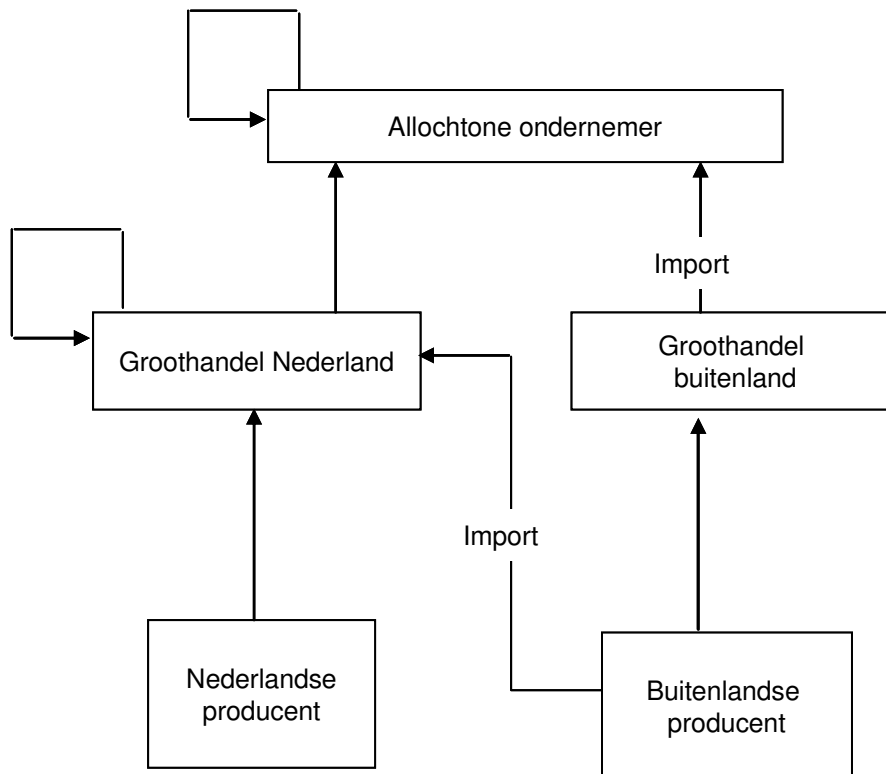 Allochtone ondernemer
Import
Groothandel Nederland
Groothandel
buitenland
Import
Nederlandse
producent
Buitenlandse
producent